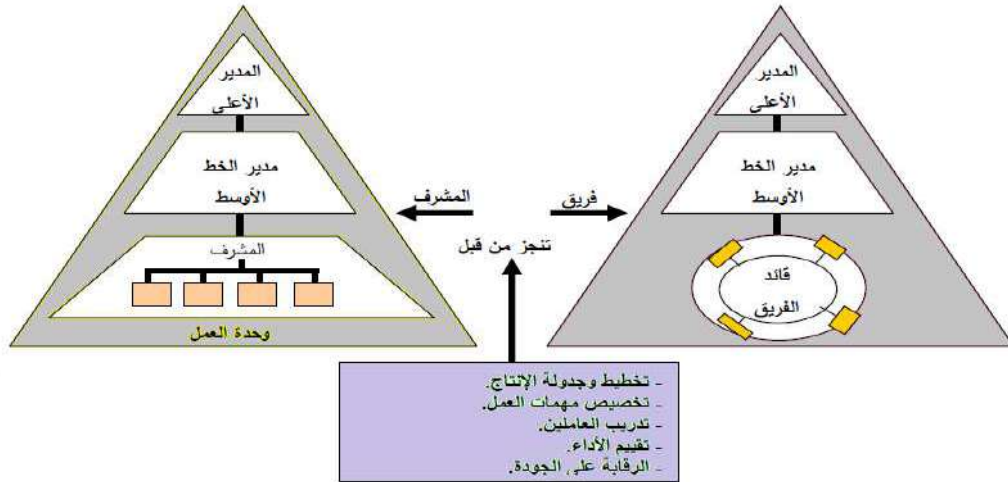 المدير
الأعلى
مدير الخط
الأوسط
المشرف
وحدة العمل
المدير
الأعلى
مدير الخط
الأوسط
قائد
الفريق
المشرف
فريق
تنجز من قبل
- تخطيط وجدولة الإنتاج.
- تخصيص مهمات العمل.
- تدريب العاملين.
- تقييم الأداء.
- الرقابة على الجودة.